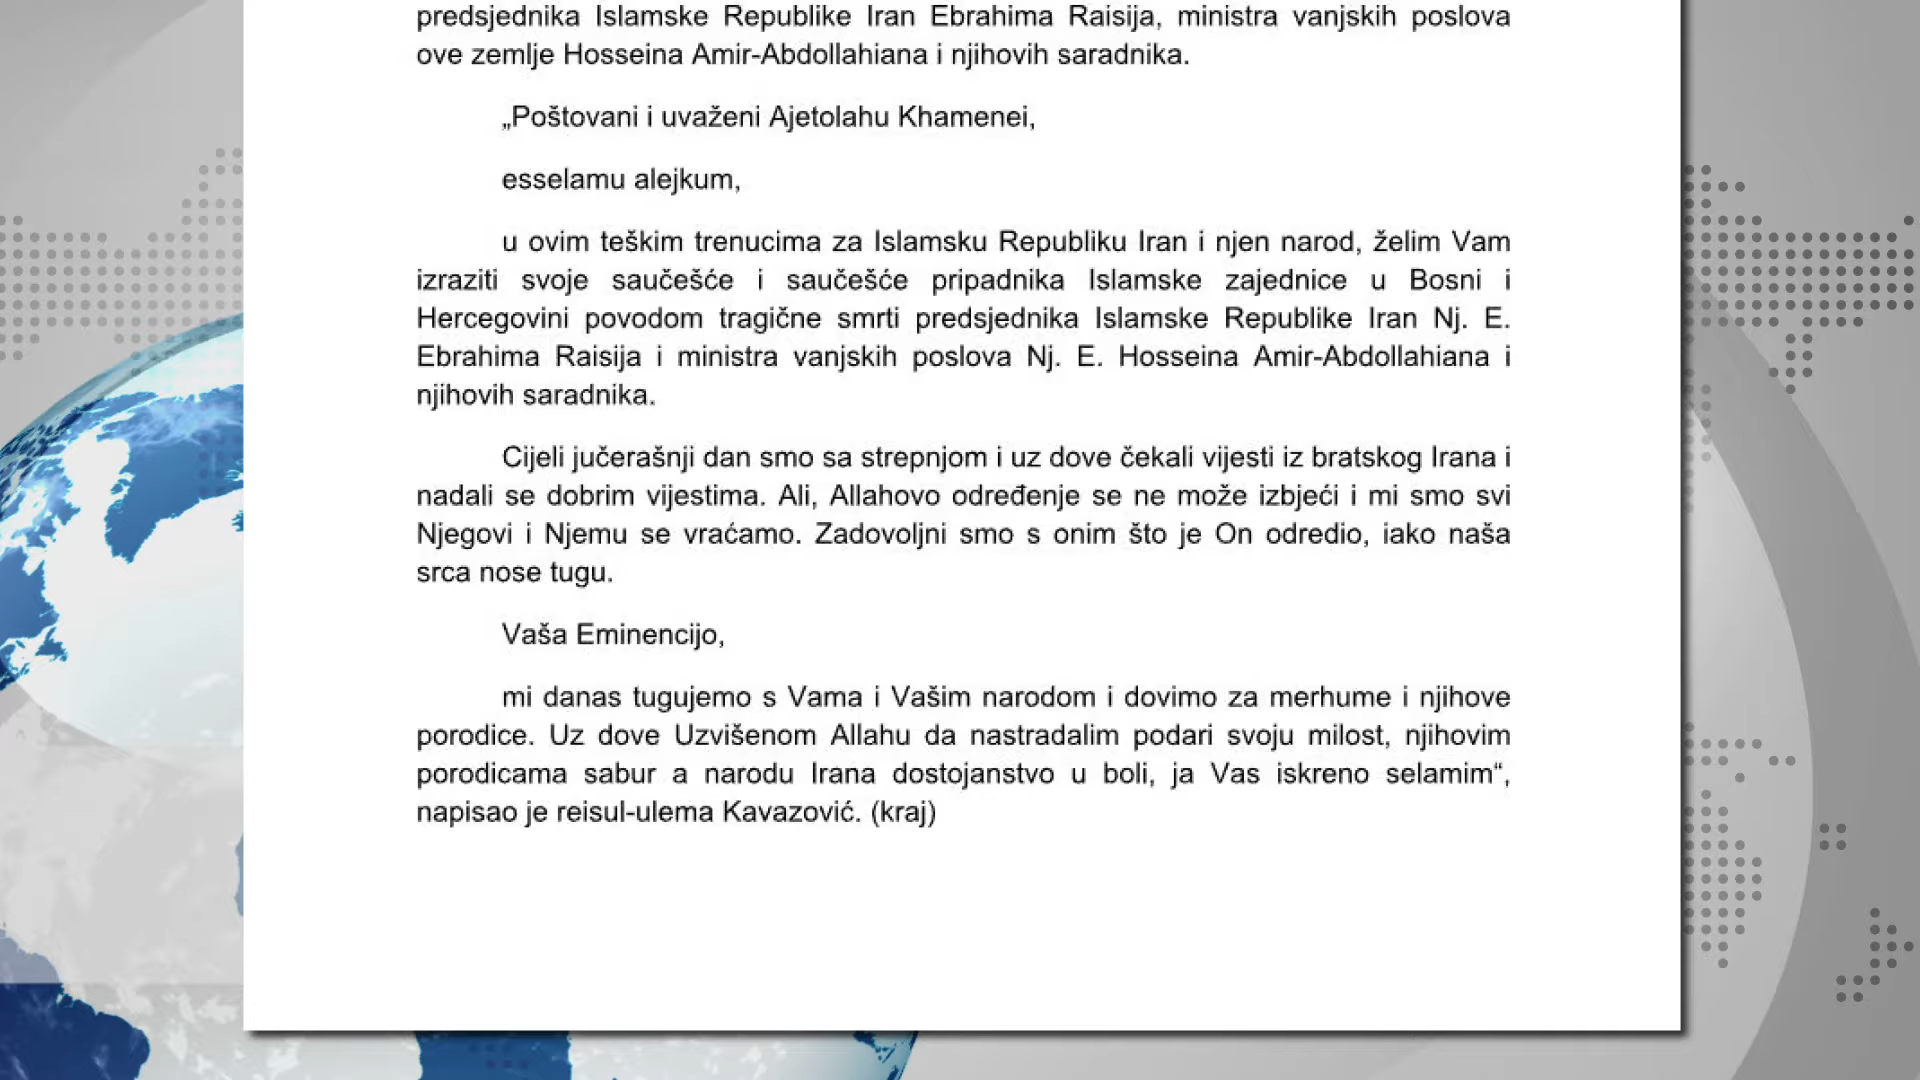 predsjednika Islamske Republike Iran Ebrahima Raisija, ministra vanjskih poslova
ove zemlje Hosseina Amir-Abdollahiana i njihovih saradnika.
„Poštovani i uvaženi Ajetolahu Khamenei,
esselamu alejkum,
u ovim teškim trenucima za Islamsku Republiku Iran i njen narod, želim Vam
izraziti svoje saučešće i saučešće pripadnika Islamske zajednice u Bosni i
Hercegovini povodom tragične smrti predsjednika Islamske Republike Iran Nj. E.
Ebrahima Raisija i ministra vanjskih poslova Nj. E. Hosseina Amir-Abdollahiana i
njihovih saradnika.
Cijeli jučerašnji dan smo sa strepnjom i uz dove čekali vijesti iz bratskog Irana i
nadali se dobrim vijestima. Ali, Allahovo određenje se ne može izbjeći i mi smo svi
Njegovi i Njemu se vraćamo. Zadovoljni smo s onim što je On odredio, iako naša
srca nose tugu.
Vaša Eminencijo,
mi danas tugujemo s Vama i Vašim narodom i dovimo za merhume i njihove
porodice. Uz dove Uzvišenom Allahu da nastradalim podari svoju milost, njihovim
porodicama sabur a narodu Irana dostojanstvo u boli, ja Vas iskreno selamim“,
napisao je reisul-ulema Kavazović. (kraj)